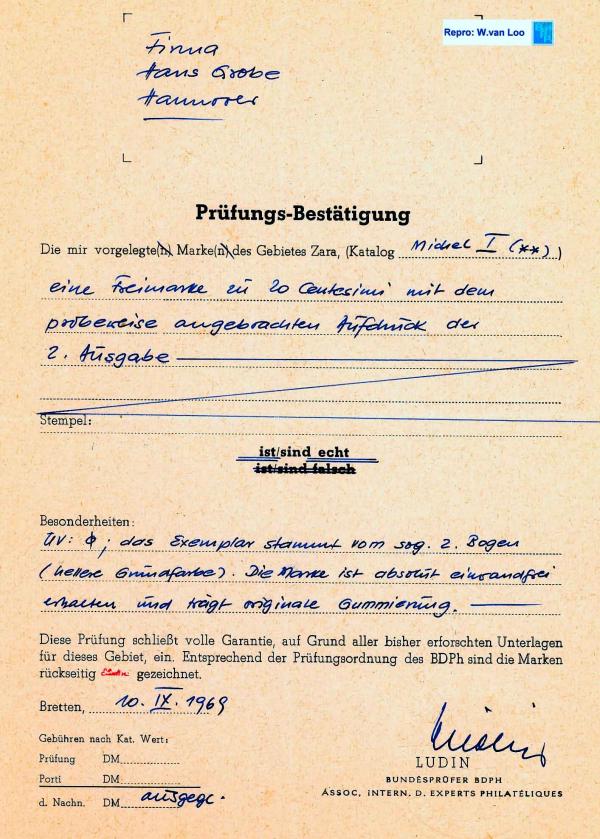 Repro: W.van Loo
Firma
Hans Grobe
Hannover
Prüfungs-Bestätigung
Die mir vorgelegte(n) Marke(n) des Gebietes Zara, (Katalog Michel I (**) )
eine Freimarke zu 20 Centesimi mit dem
probeweise angebrachten Aufdruck der
2. Ausgabe
Stempel:
ist/sind echt
ist/sind falsch
Besonderheiten:
das Exemplar stammt vom sog. 2. Bogen
(hellere Grundfarbe). Die Marke ist absolut einwandfrei
erhalten und trägt originale Gummierung.
Diese Prüfung schließt volle Garantie, auf Grund aller bisher erforschten Unterlagen
für dieses Gebiet, ein. Entsprechend der Prüfungsordnung des BDPh sind die Marken
rückseitig gezeichnet.
Bretten, 10. IX. 1969
Gebühren nach Kat. Wert:
Prüfung DM
Porti DM
d. Nachn. DM ausgegl.
LUDIN
BUNDESPRÜFER BDPH
ASSOC, INTERN. D. EXPERTS PHILATÉLIQUES